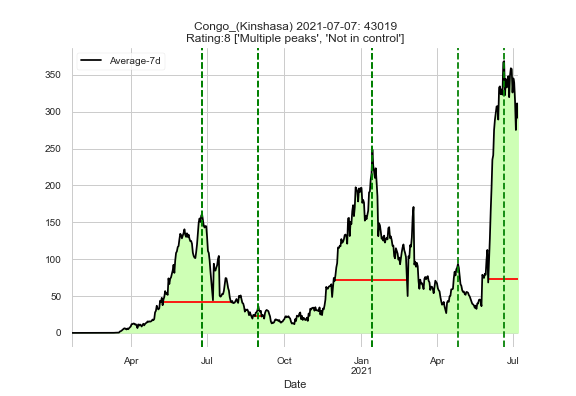 Congo_(Kinshasa) 2021-07-07: 43019
Rating:8 ['Multiple peaks', 'Not in control']
Average-7d
350
300
250
200
150
100
50
0
Apr
Jul
Oct
Jan
2021
Apr
Jul
Date